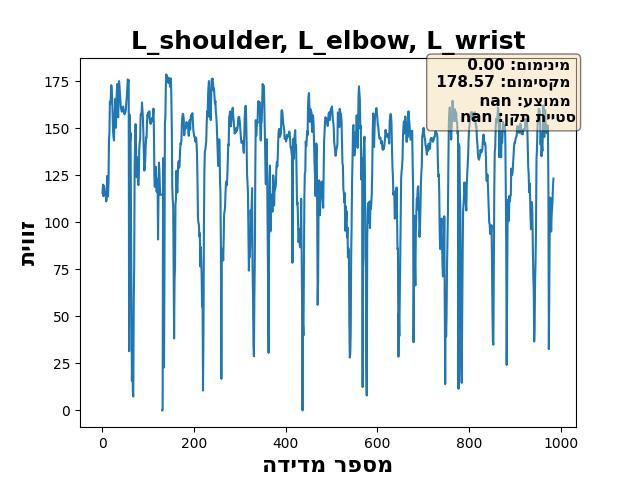 L_shoulder, L_elbow, L_wrist
מינימום: 0.00
מקסימום: 178.57
ממוצע: nan
סטיית תקן: nan
175
150
125
100
75
50
25
0
זווית
0 200 400 600 800 1000
מספר מדידה